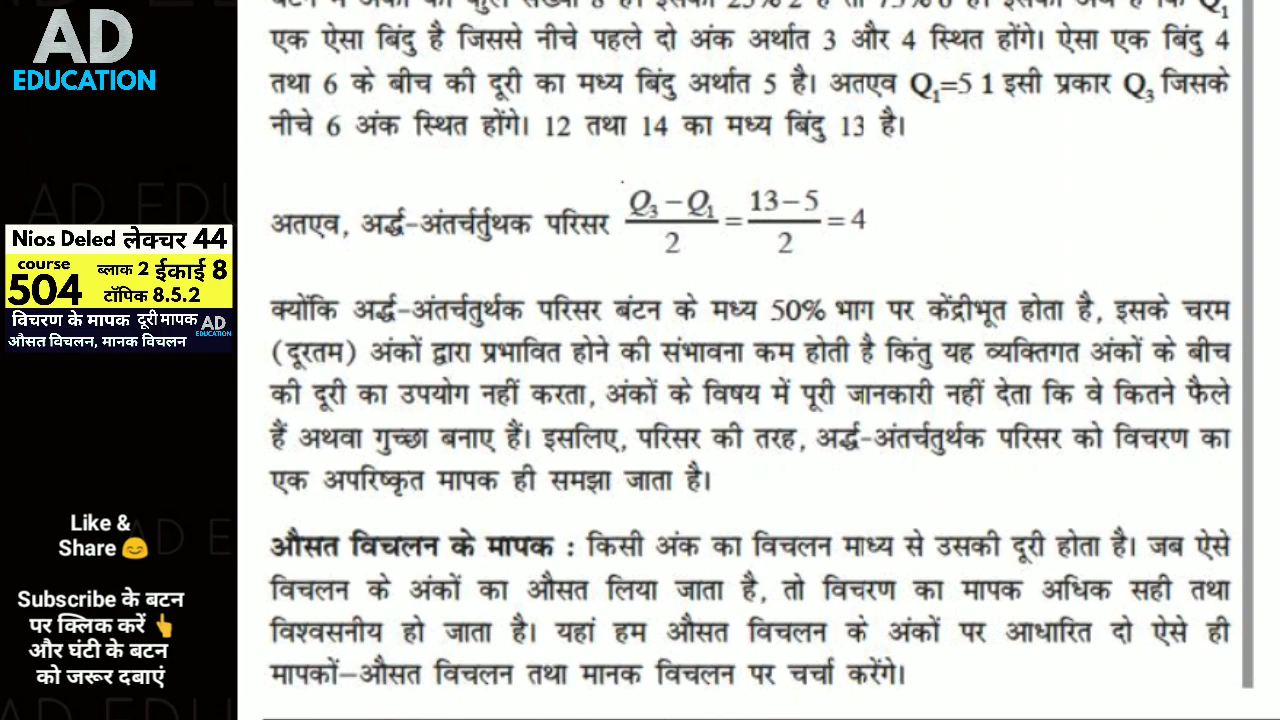 AD
EDUCATION
Nios Deled लेक्चर 44
course
504
ब्लाक 2 ईकाई 8
टॉपिक 8.5.2
विचरण के मापक दूरी मापक
औसत विचलन, मानक विचलन
AD
EDUCATION
Like &
Share 😊
Subscribe के बटन
पर क्लिक करें 👆
और घंटी के बटन
को जरूर दबाएं
एक ऐसा बिंदु है जिससे नीचे पहले दो अंक अर्थात 3 और 4 स्थित होंगे। ऐसा एक बिंदु 4
तथा 6 के बीच की दूरी का मध्य बिंदु अर्थात 5 है। अतएव Q₁=5 1 इसी प्रकार Q₃ जिसके
नीचे 6 अंक स्थित होंगे। 12 तथा 14 का मध्य बिंदु 13 है।
अतएव, अर्द्ध-अंतर्चर्तुथक परिसर (Q₃ – Q₁)/2 = (13 – 5)/2 = 4
क्योंकि अर्द्ध-अंतर्चतुर्थक परिसर बंटन के मध्य 50% भाग पर केंद्रीभूत होता है, इसके चरम
(दूरतम) अंकों द्वारा प्रभावित होने की संभावना कम होती है किंतु यह व्यक्तिगत अंकों के बीच
की दूरी का उपयोग नहीं करता, अंकों के विषय में पूरी जानकारी नहीं देता कि वे कितने फैले
हैं अथवा गुच्छा बनाए हैं। इसलिए, परिसर की तरह, अर्द्ध-अंतर्चतुर्थक परिसर को विचरण का
एक अपरिष्कृत मापक ही समझा जाता है।
औसत विचलन के मापक : किसी अंक का विचलन माध्य से उसकी दूरी होता है। जब ऐसे
विचलन के अंकों का औसत लिया जाता है, तो विचरण का मापक अधिक सही तथा
विश्वसनीय हो जाता है। यहां हम औसत विचलन के अंकों पर आधारित दो ऐसे ही
मापकों–औसत विचलन तथा मानक विचलन पर चर्चा करेंगे।